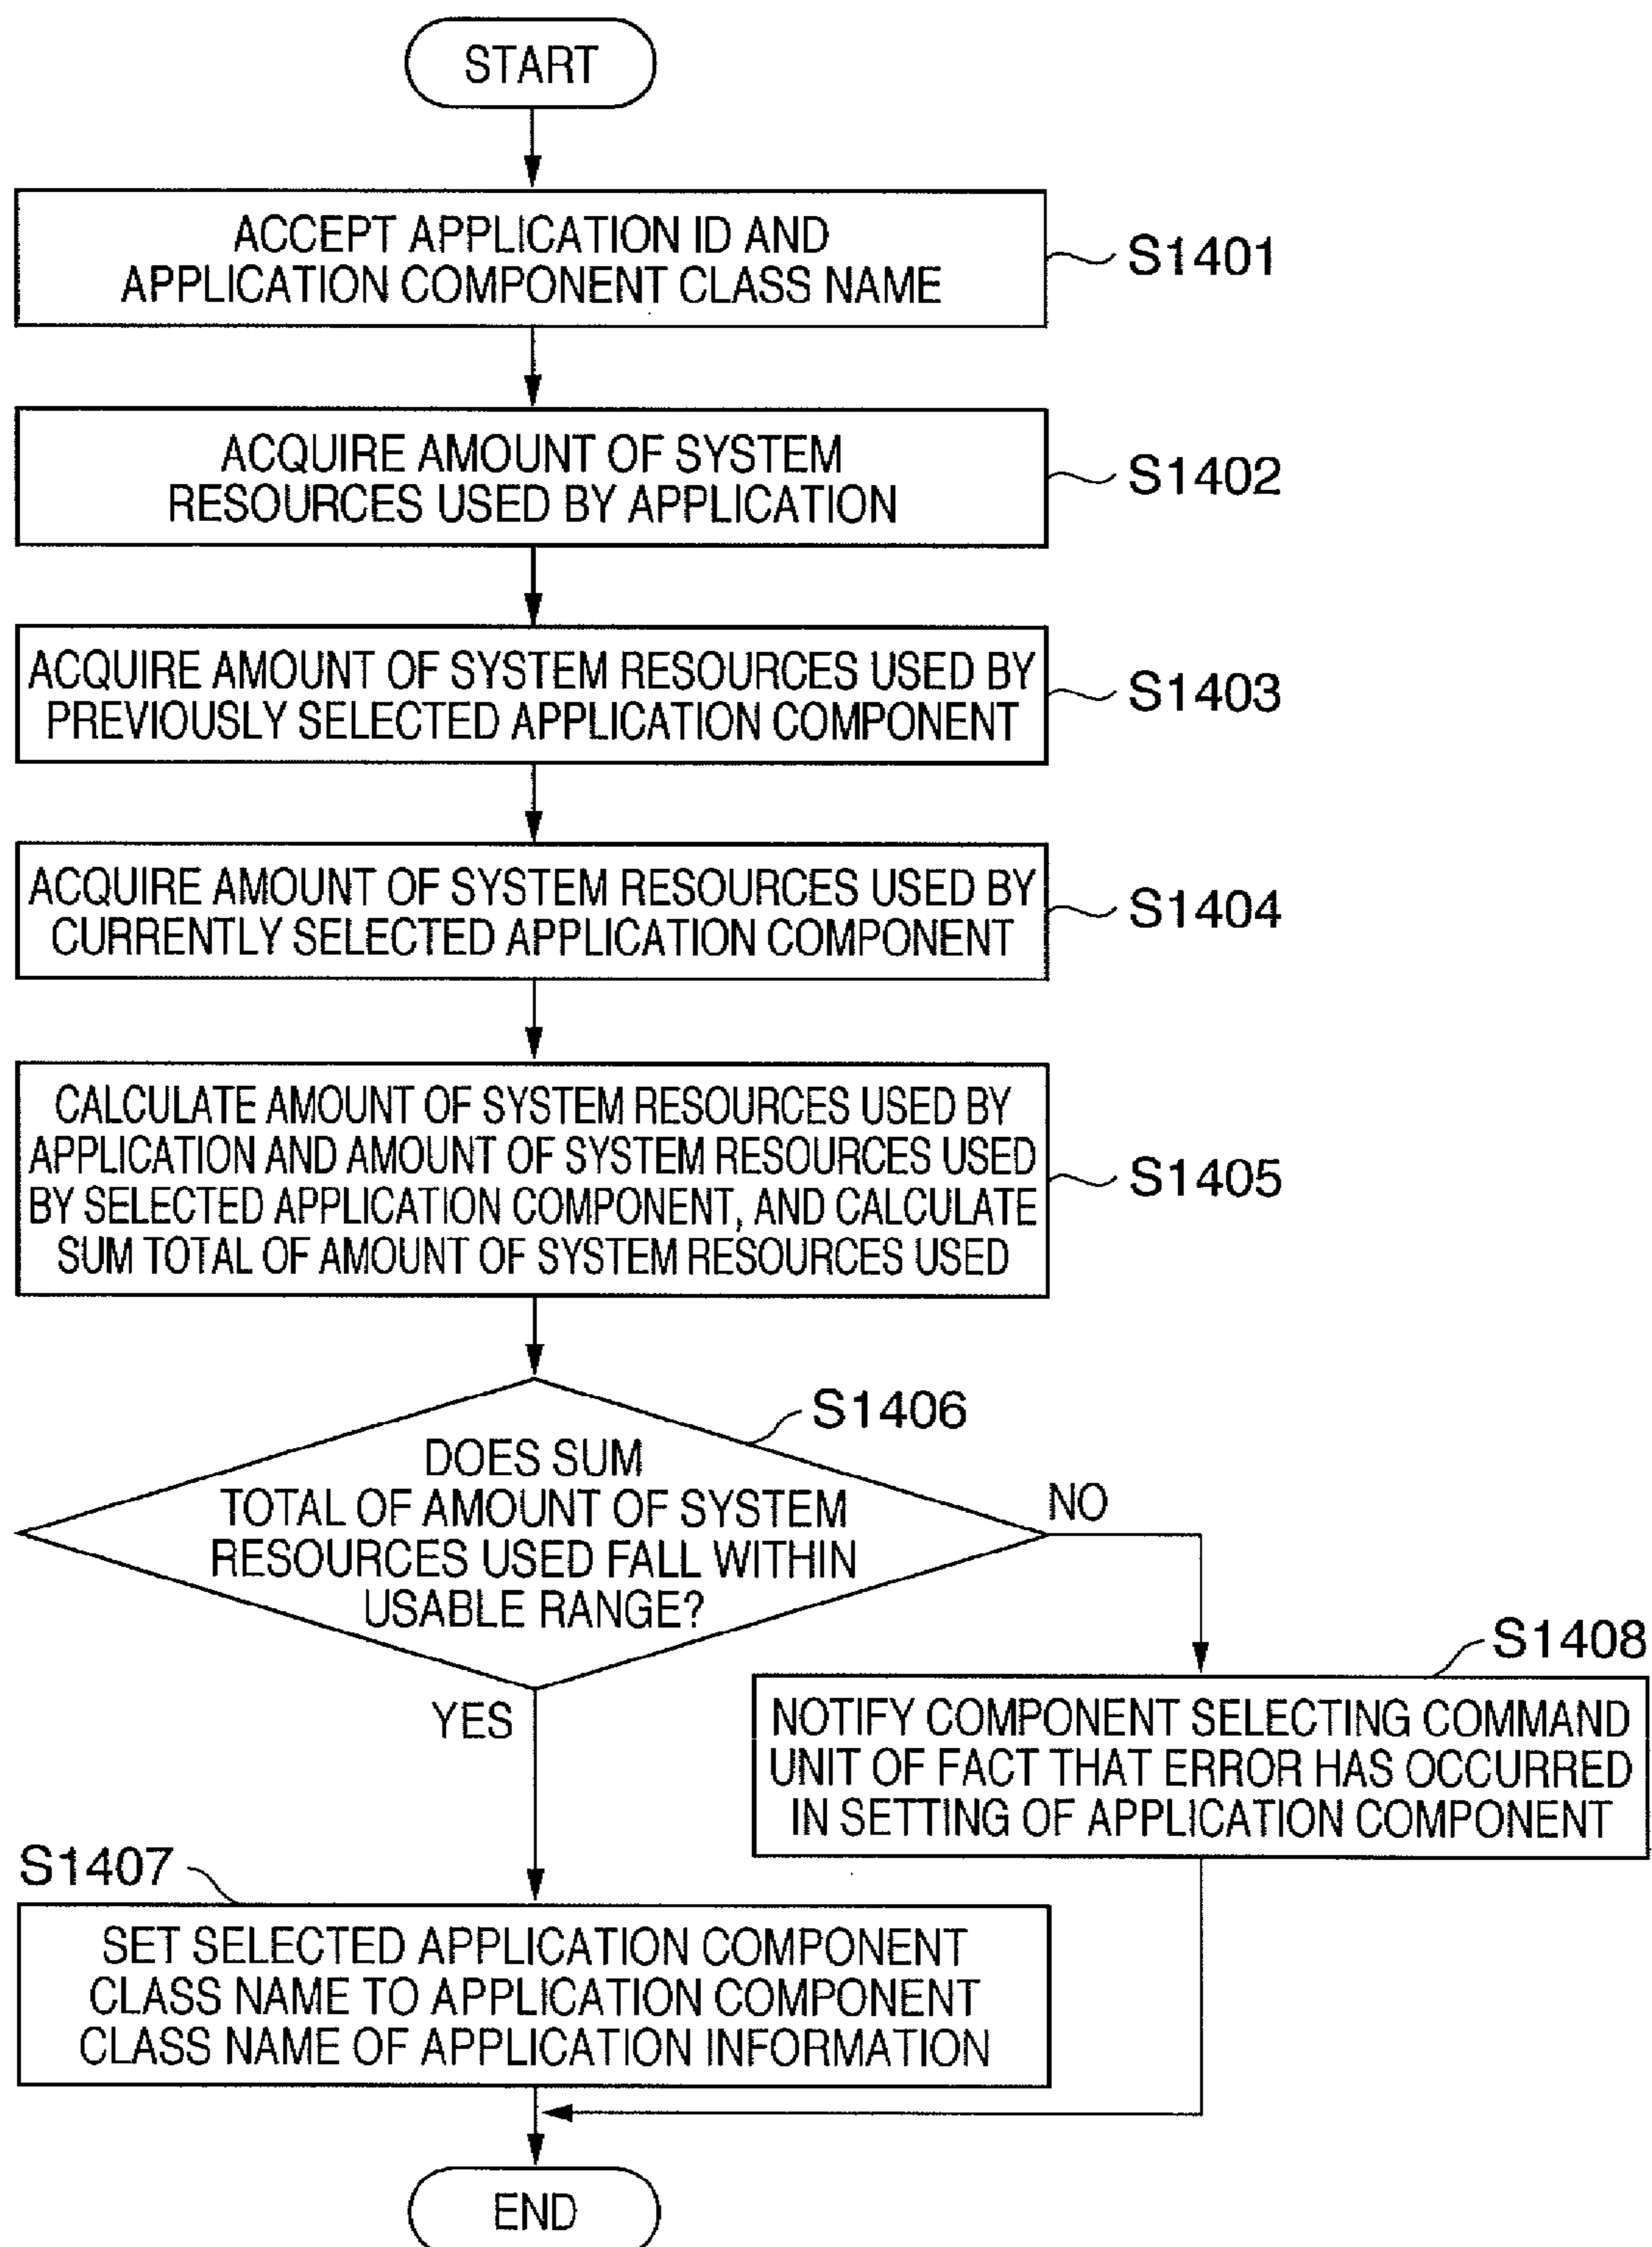 START
ACCEPT APPLICATION ID AND
APPLICATION COMPONENT CLASS NAME
S1401
ACQUIRE AMOUNT OF SYSTEM
RESOURCES USED BY APPLICATION
S1402
ACQUIRE AMOUNT OF SYSTEM RESOURCES USED BY
PREVIOUSLY SELECTED APPLICATION COMPONENT
S1403
ACQUIRE AMOUNT OF SYSTEM RESOURCES USED BY
CURRENTLY SELECTED APPLICATION COMPONENT
S1404
CALCULATE AMOUNT OF SYSTEM RESOURCES USED BY
APPLICATION AND AMOUNT OF SYSTEM RESOURCES USED
BY SELECTED APPLICATION COMPONENT, AND CALCULATE
SUM TOTAL OF AMOUNT OF SYSTEM RESOURCES USED
S1405
S1406
DOES SUM
TOTAL OF AMOUNT OF SYSTEM
RESOURCES USED FALL WITHIN
USABLE RANGE?
NO
YES
S1408
NOTIFY COMPONENT SELECTING COMMAND
UNIT OF FACT THAT ERROR HAS OCCURRED
IN SETTING OF APPLICATION COMPONENT
S1407
SET SELECTED APPLICATION COMPONENT
CLASS NAME TO APPLICATION COMPONENT
CLASS NAME OF APPLICATION INFORMATION
END